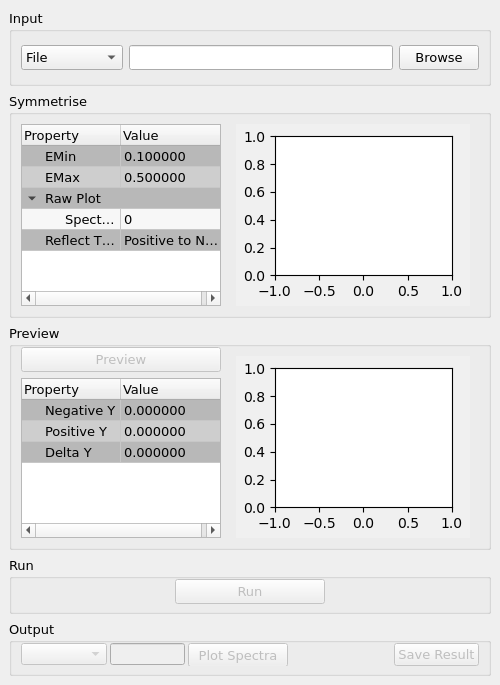 Input
File Browse
Symmetrise
Property Value
EMin 0.100000
EMax 0.500000
Raw Plot
Spect... 0
Reflect T... Positive to N...
1.0
0.8
0.6
0.4
0.2
0.0
−1.0 −0.5 0.0 0.5 1.0
Preview
Preview
Property Value
Negative Y 0.000000
Positive Y 0.000000
Delta Y 0.000000
1.0
0.8
0.6
0.4
0.2
0.0
−1.0 −0.5 0.0 0.5 1.0
Run
Run
Output
Plot Spectra Save Result